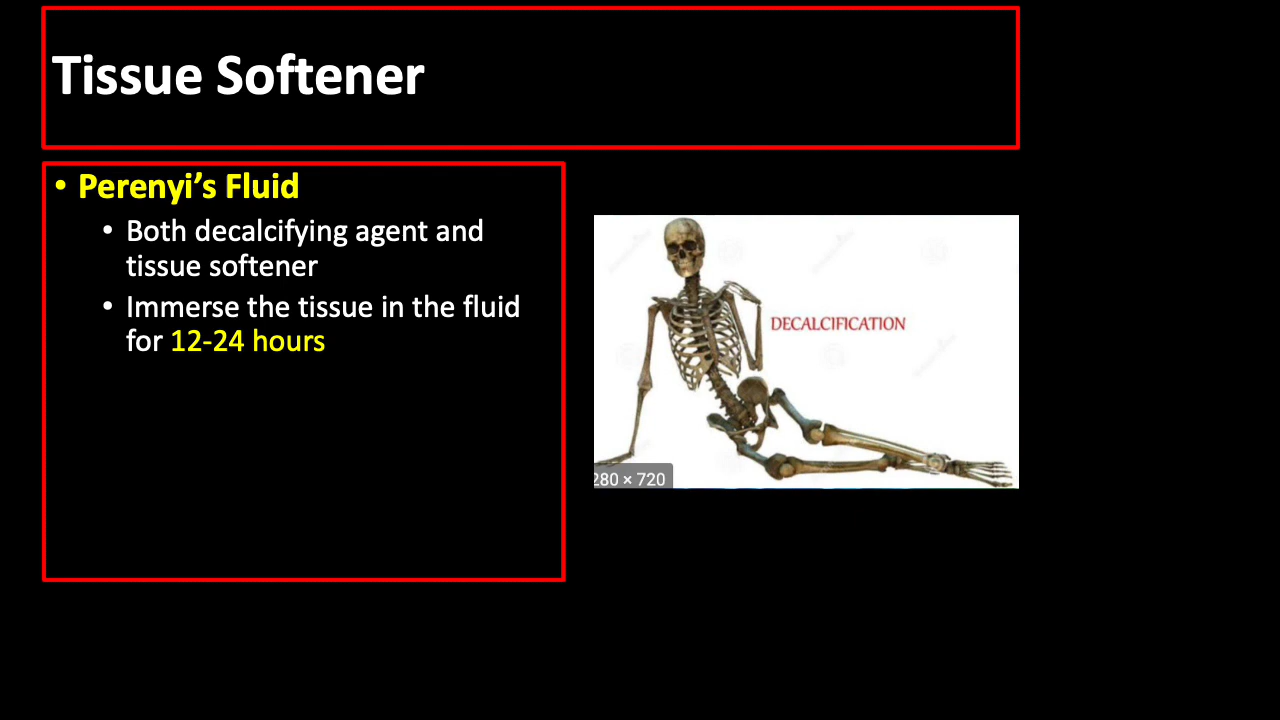 Tissue Softener
• Perenyi’s Fluid
• Both decalcifying agent and
tissue softener
• Immerse the tissue in the fluid
for 12-24 hours
DECALCIFICATION
280 × 720